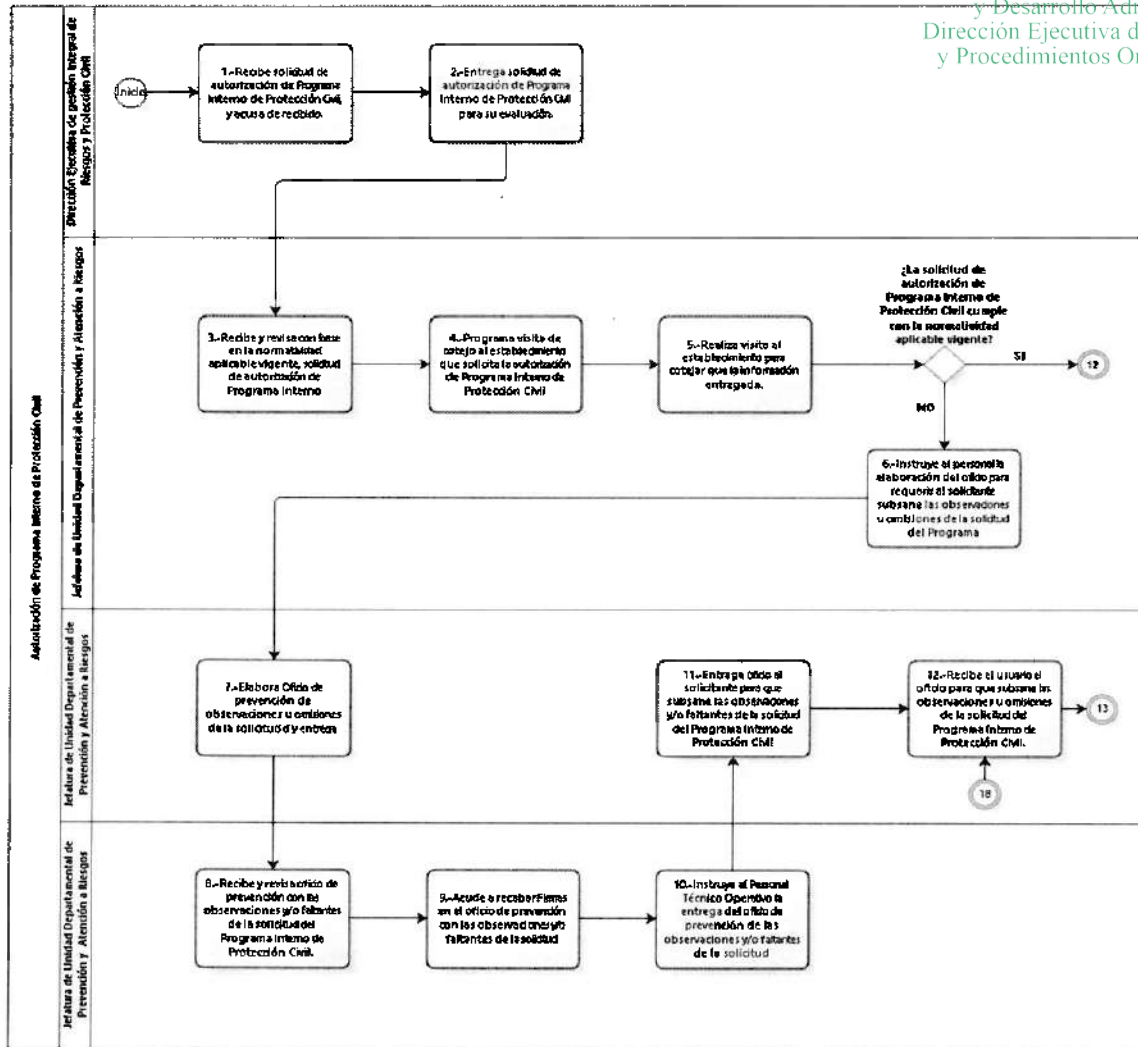 y Desarrollo Ad
Dirección Ejecutiva d
y Procedimientos Or
Autorización de Programa Interno de Protección Civil
Dirección Ejecutiva de gestión Integral de
Riesgos y Protección Civil
Inicio
1.-Recibe solicitud de
autorización de Programa
Interno de Protección Civil,
y acusa de recibido.
2.-Entrega solicitud de
autorización de Programa
Interno de Protección Civil
para su evaluación.
Jefatura de Unidad Departamental de Prevención y Atención a Riesgos
3.-Recibe y revisa con base
en la normatividad
aplicable vigente, solicitud
de autorización de
Programa Interno
4.-Programa visita de
cotejo al establecimiento
que solicita la autorización
de Programa Interno de
Protección Civil
5.-Realiza visita al
establecimiento para
cotejar que la información
entregada.
¿La solicitud de
autorización de
Programa Interno de
Protección Civil cumple
con la normatividad
aplicable vigente?
SI
12
NO
6.-Instruye al personal la
elaboración del oficio para
requerir al solicitante
subsane las observaciones
u omisiones de la solicitud
del Programa
Jefatura de Unidad Departamental de
Prevención y Atención a Riesgos
7.-Elabora Oficio de
prevención de
observaciones u omisiones
de la solicitud y entrega
11.-Entrega oficio al
solicitante para que
subsane las observaciones
y/o faltantes de la solicitud
del Programa Interno de
Protección Civil
12.-Recibe el usuario el
oficio para que subsane las
observaciones u omisiones
de la solicitud del
Programa Interno de
Protección Civil.
13
18
Jefatura de Unidad Departamental de
Prevención y Atención a Riesgos
8.-Recibe y revisa oficio de
prevención con las
observaciones y/o faltantes
de la solicitud del
Programa Interno de
Protección Civil.
9.-Acude a recabar Firmas
en el oficio de prevención
con las observaciones y/o
faltantes de la solicitud
10.-Instruye al Personal
Técnico Operativo la
entrega del oficio de
prevención de las
observaciones y/o faltantes
de la solicitud